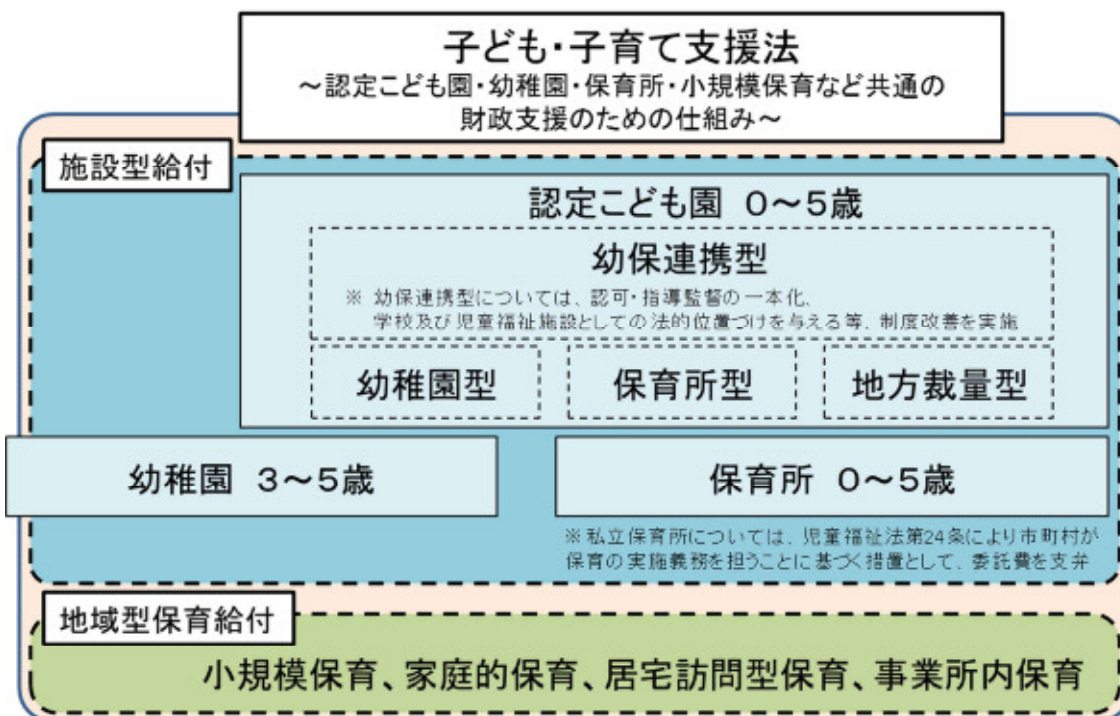 子ども・子育て支援法
～認定こども園・幼稚園・保育所・小規模保育など共通の
財政支援のための仕組み～
施設型給付
認定こども園 0～5歳
幼保連携型
※ 幼保連携型については、認可・指導監督の一本化、
学校及び児童福祉施設としての法的位置づけを与える等、制度改善を実施
幼稚園型
保育所型
地方裁量型
幼稚園 3～5歳
保育所 0～5歳
※私立保育所については、児童福祉法第24条により市町村が
保育の実施義務を担うことに基づく措置として、委託費を支弁
地域型保育給付
小規模保育、家庭的保育、居宅訪問型保育、事業所内保育